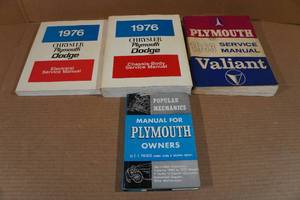 1976
CHRYSLER
Plymouth
Dodge
Electrical
Service Manual
1976
CHRYSLER
Plymouth
Dodge
Chassis-Body
Service Manual
PLYMOUTH
SERVICE
MANUAL
Valiant
POPULAR
MECHANICS
MANUAL FOR
PLYMOUTH
OWNERS